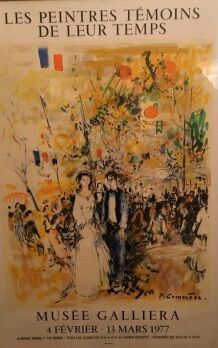 LES PEINTRES TÉMOINS
DE LEUR TEMPS
MUSÉE GALLIERA
4 FÉVRIER - 13 MARS 1977